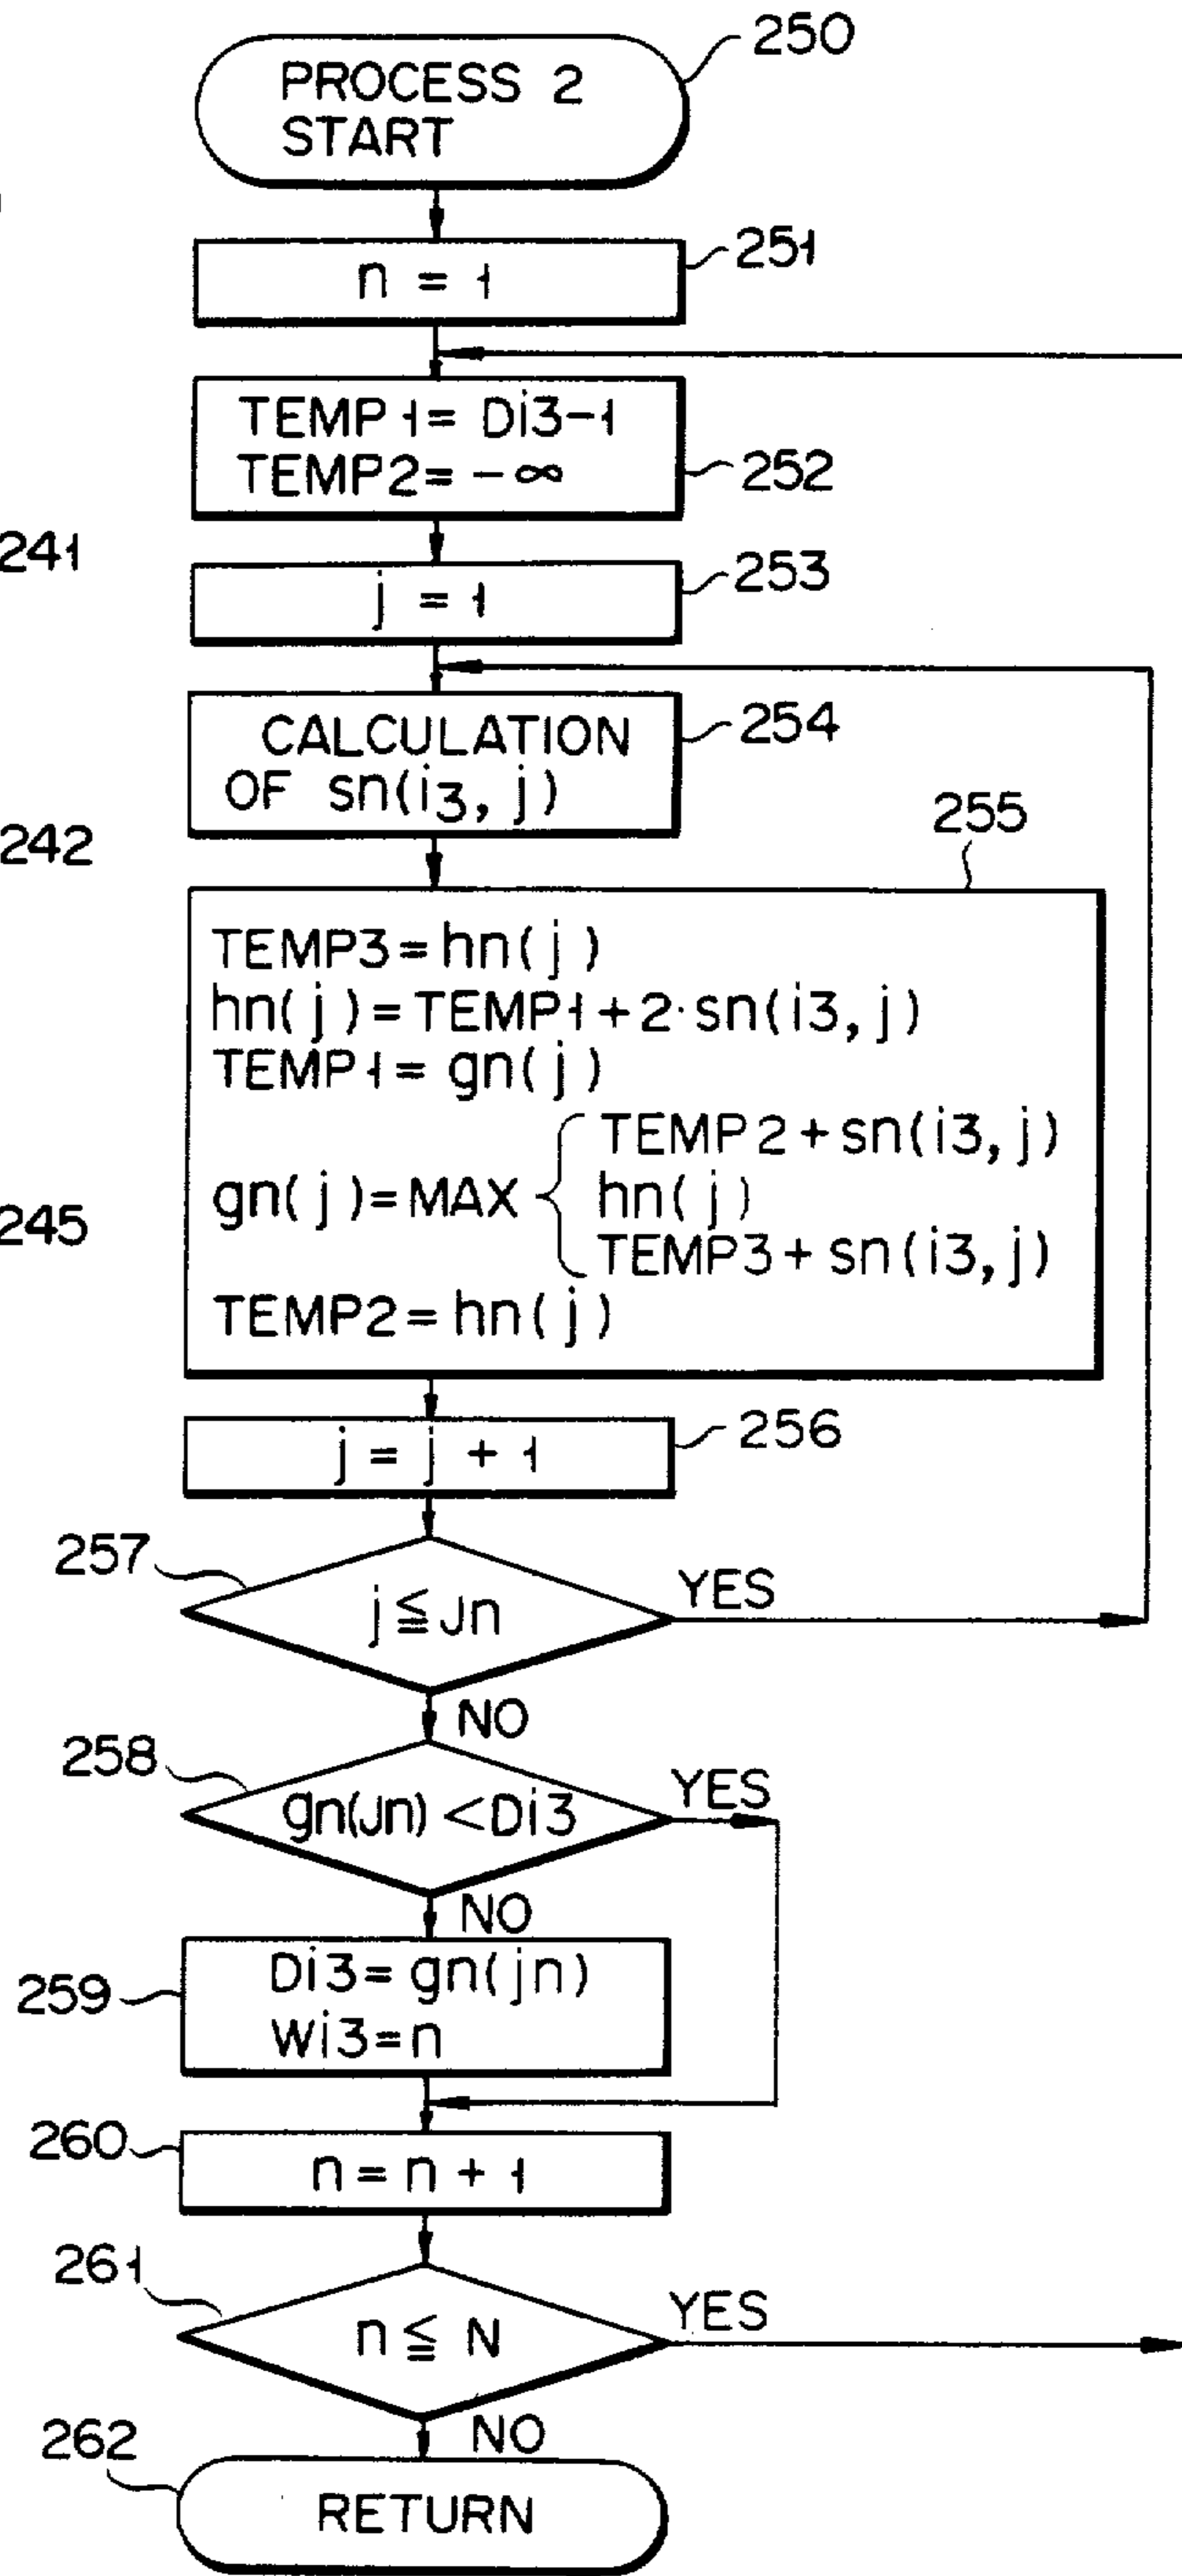 250
PROCESS 2
START
251
n = 1
TEMP1= Di3-1
TEMP2= -∞
252
241
253
j = 1
254
CALCULATION
OF sn(i3, j)
242
255
TEMP3=hn(j)
hn(j)=TEMP1+2·sn(i3, j)
TEMP1=gn(j)
TEMP2+sn(i3, j)
gn(j)=MAX { hn(j)
245
TEMP3+sn(i3, j)
TEMP2=hn(j)
256
j = j + 1
257
j ≦ Jn
YES
NO
258
gn(Jn) <Di3
YES
NO
259
Di3=gn(jn)
Wi3=n
260
n = n + 1
261
n ≦ N
YES
NO
262
RETURN